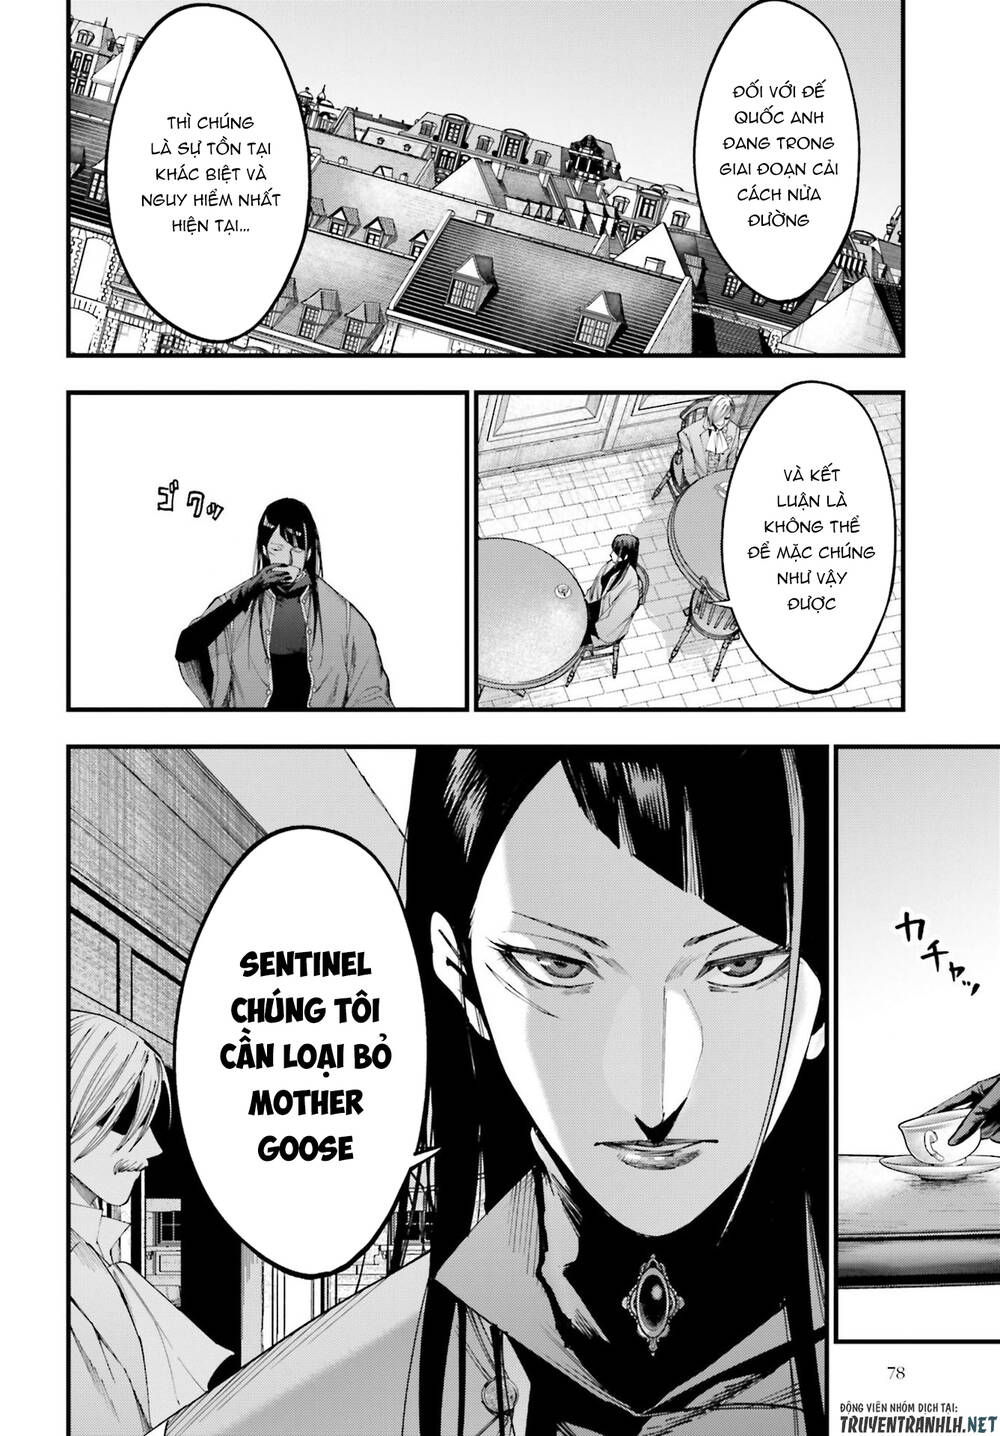 ĐỐI VỚI ĐẾ
QUỐC ANH
ĐANG TRONG
GIAI ĐOẠN CẢI
CÁCH NỬA
ĐƯỜNG
THÌ CHÚNG
LÀ SỰ TỒN TẠI
KHÁC BIỆT VÀ
NGUY HIỂM NHẤT
HIỆN TẠI...
VÀ KẾT
LUẬN LÀ
KHÔNG THỂ
ĐỂ MẶC CHÚNG
NHƯ VẬY
ĐƯỢC
ゴクッ
カチャッ
SENTINEL
CHÚNG TÔI
CẦN LOẠI BỎ
MOTHER
GOOSE
78
ĐỘNG VIÊN NHÓM DỊCH TẠI:
TRUYENTRANHLH.NET